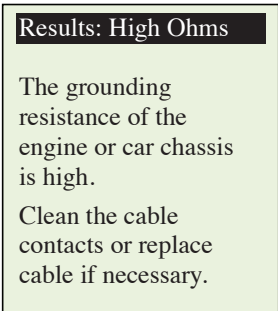 Results: High Ohms
The grounding
resistance of the
engine or car chassis
is high.
Clean the cable
contacts or replace
cable if necessary.